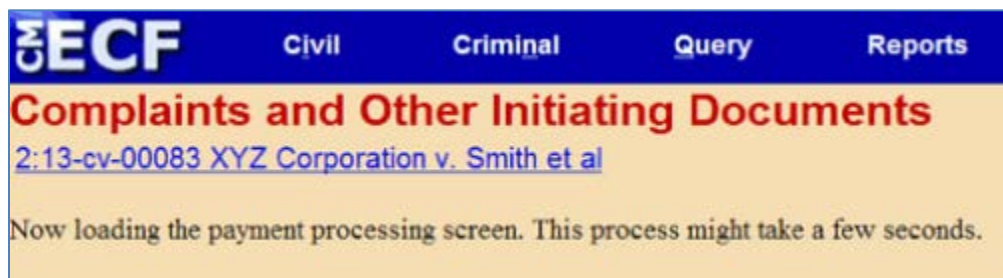 CM ECF Civil Criminal Query Reports
Complaints and Other Initiating Documents
2:13-cv-00083 XYZ Corporation v. Smith et al
Now loading the payment processing screen. This process might take a few seconds.